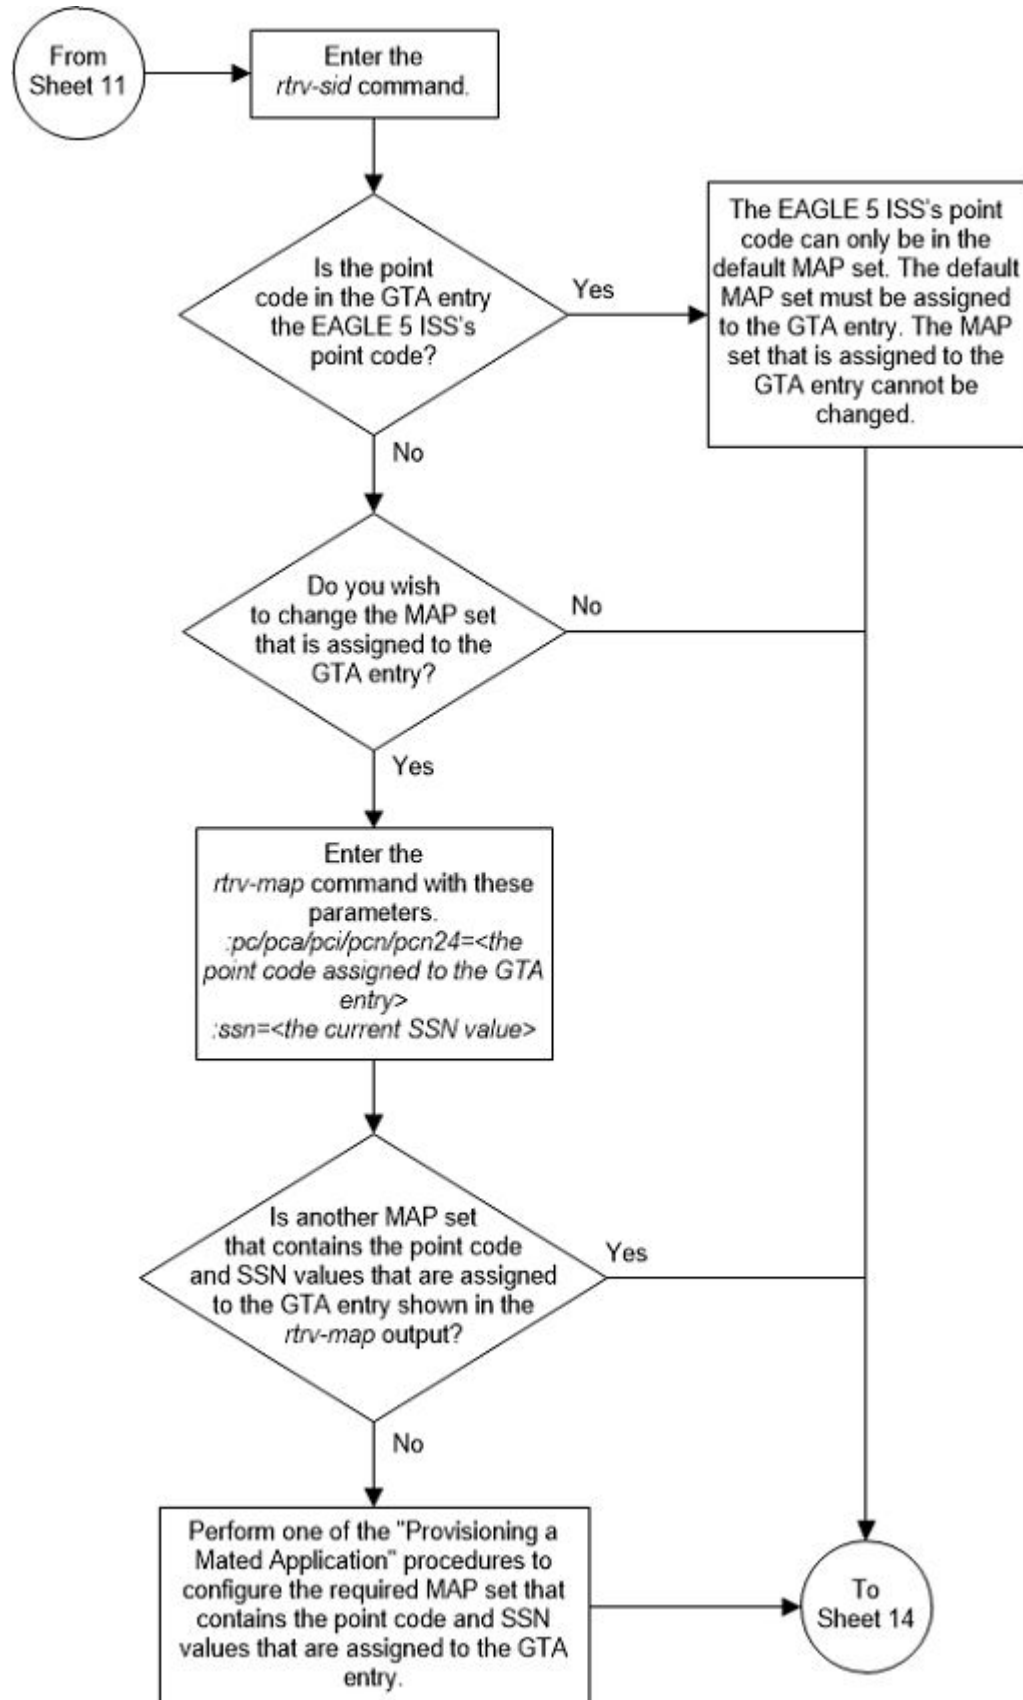 From
Sheet 11
Enter the
rtrv-sid command.
Is the point
code in the GTA entry
the EAGLE 5 ISS's
point code?
Yes
The EAGLE 5 ISS's point
code can only be in the
default MAP set. The default
MAP set must be assigned
to the GTA entry. The MAP
set that is assigned to the
GTA entry cannot be
changed.
No
Do you wish
to change the MAP set
that is assigned to the
GTA entry?
No
Yes
Enter the
rtrv-map command with these
parameters.
:pc/pca/pci/pcn/pcn24=<the
point code assigned to the GTA
entry>
:ssn=<the current SSN value>
Is another MAP set
that contains the point code
and SSN values that are assigned
to the GTA entry shown in the
rtrv-map output?
Yes
No
Perform one of the "Provisioning a
Mated Application" procedures to
configure the required MAP set that
contains the point code and SSN
values that are assigned to the GTA
entry.
To
Sheet 14